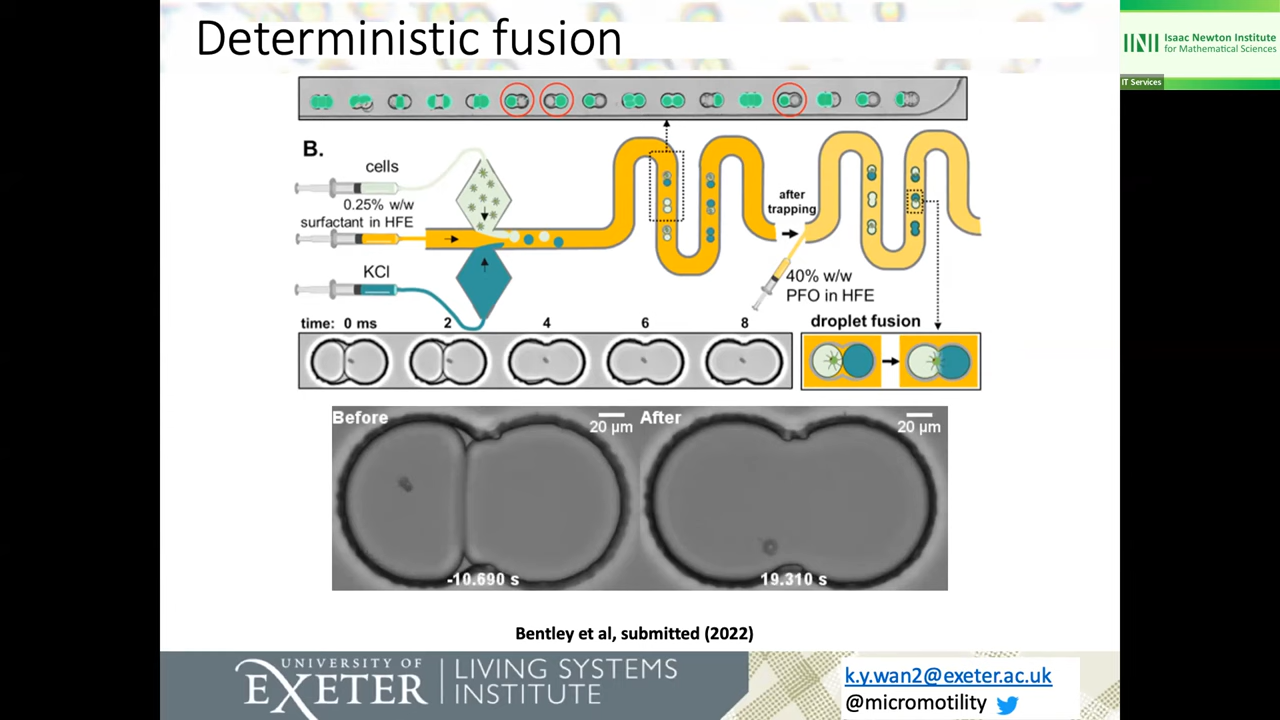 Deterministic fusion
Isaac Newton Institute
for Mathematical Sciences
IT Services
B.
cells
0.25% w/w
surfactant in HFE
KCl
after
trapping
40% w/w
PFO in HFE
time: 0 ms
2
4
6
8
droplet fusion
Before
20 µm
After
20 µm
-10.690 s
19.310 s
Bentley et al, submitted (2022)
UNIVERSITY OF
EXETER
LIVING SYSTEMS
INSTITUTE
k.y.wan2@exeter.ac.uk
@micromotility